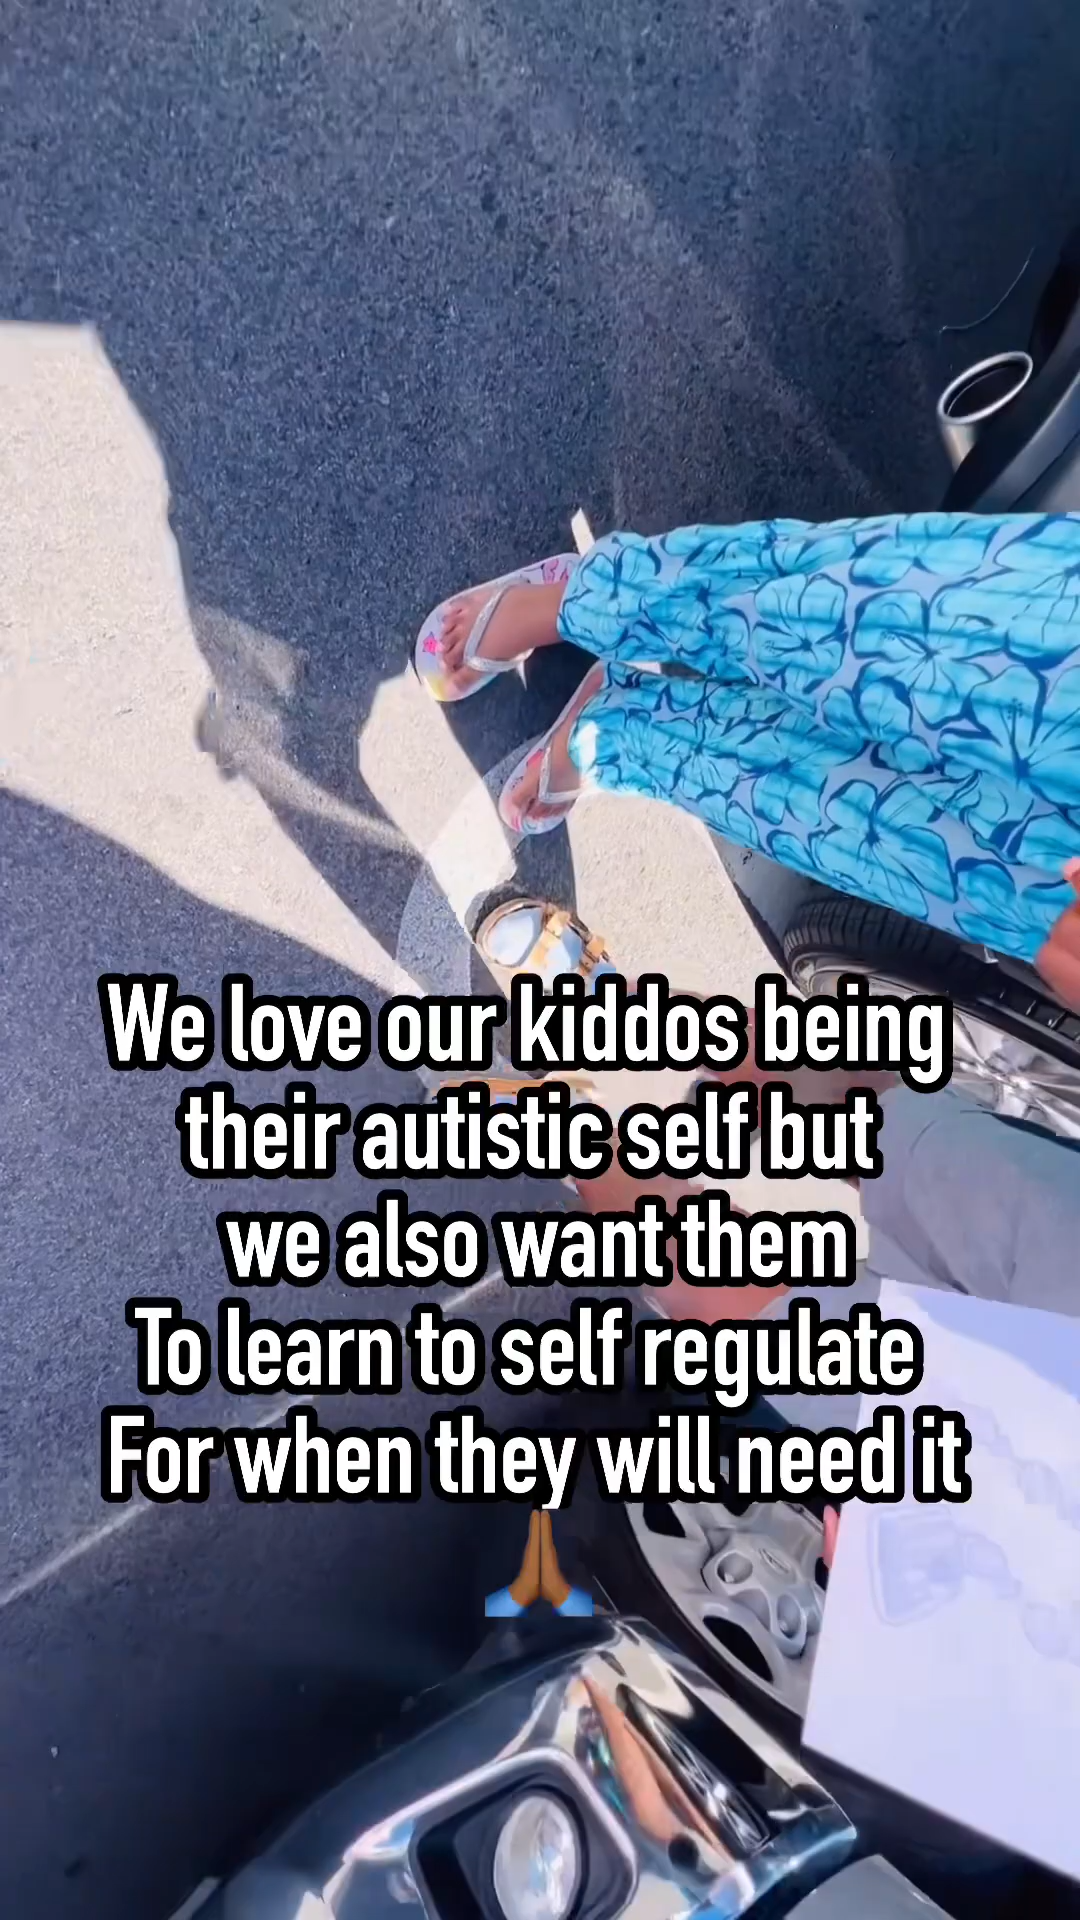 We love our kiddos being
their autistic self but
we also want them
To learn to self regulate
For when they will need it
🙏🏾